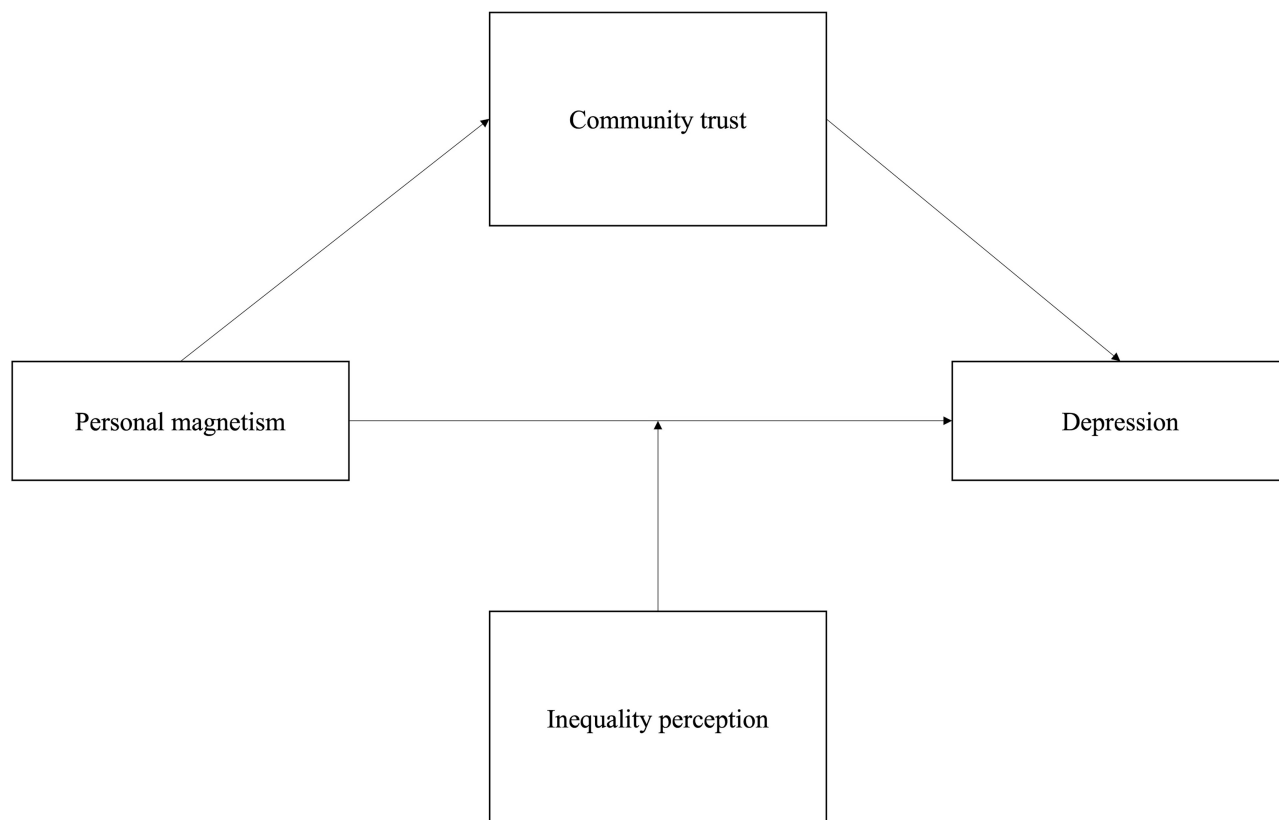 Community trust
Personal magnetism
Depression
Inequality perception